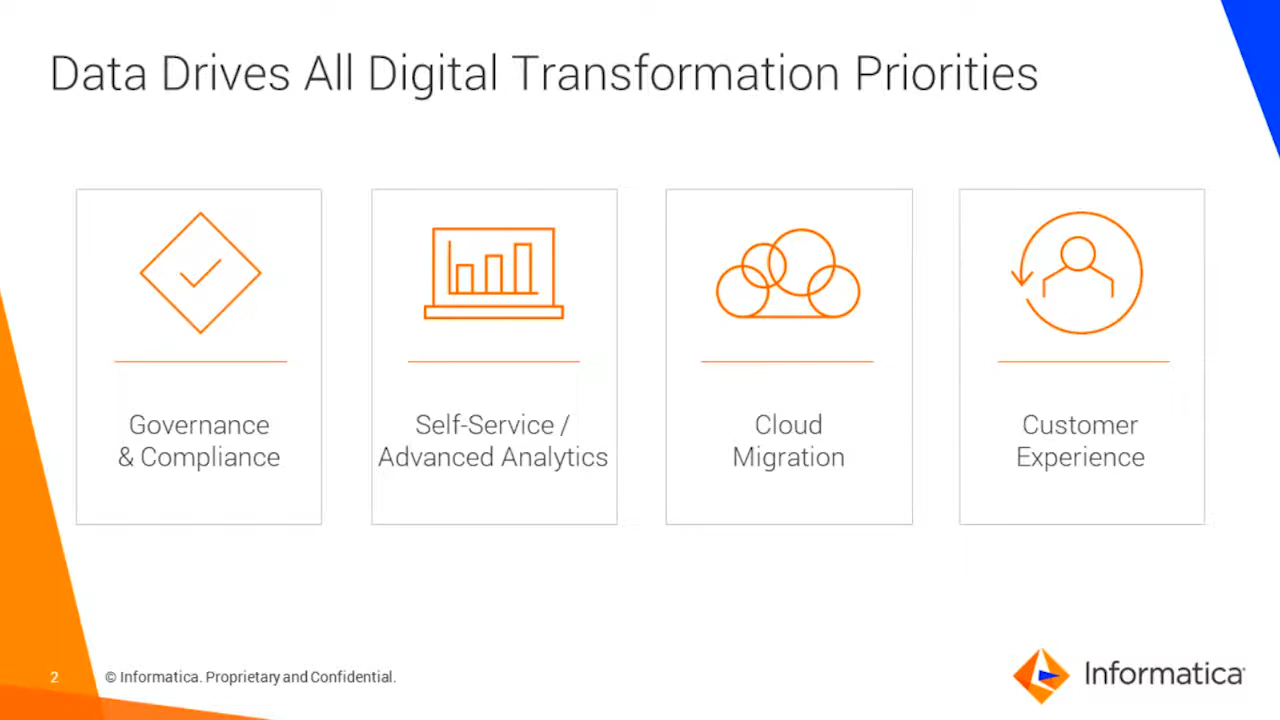 Data Drives All Digital Transformation Priorities
Governance
& Compliance
Self-Service /
Advanced Analytics
Cloud
Migration
Customer
Experience
2
© Informatica. Proprietary and Confidential.
Informatica